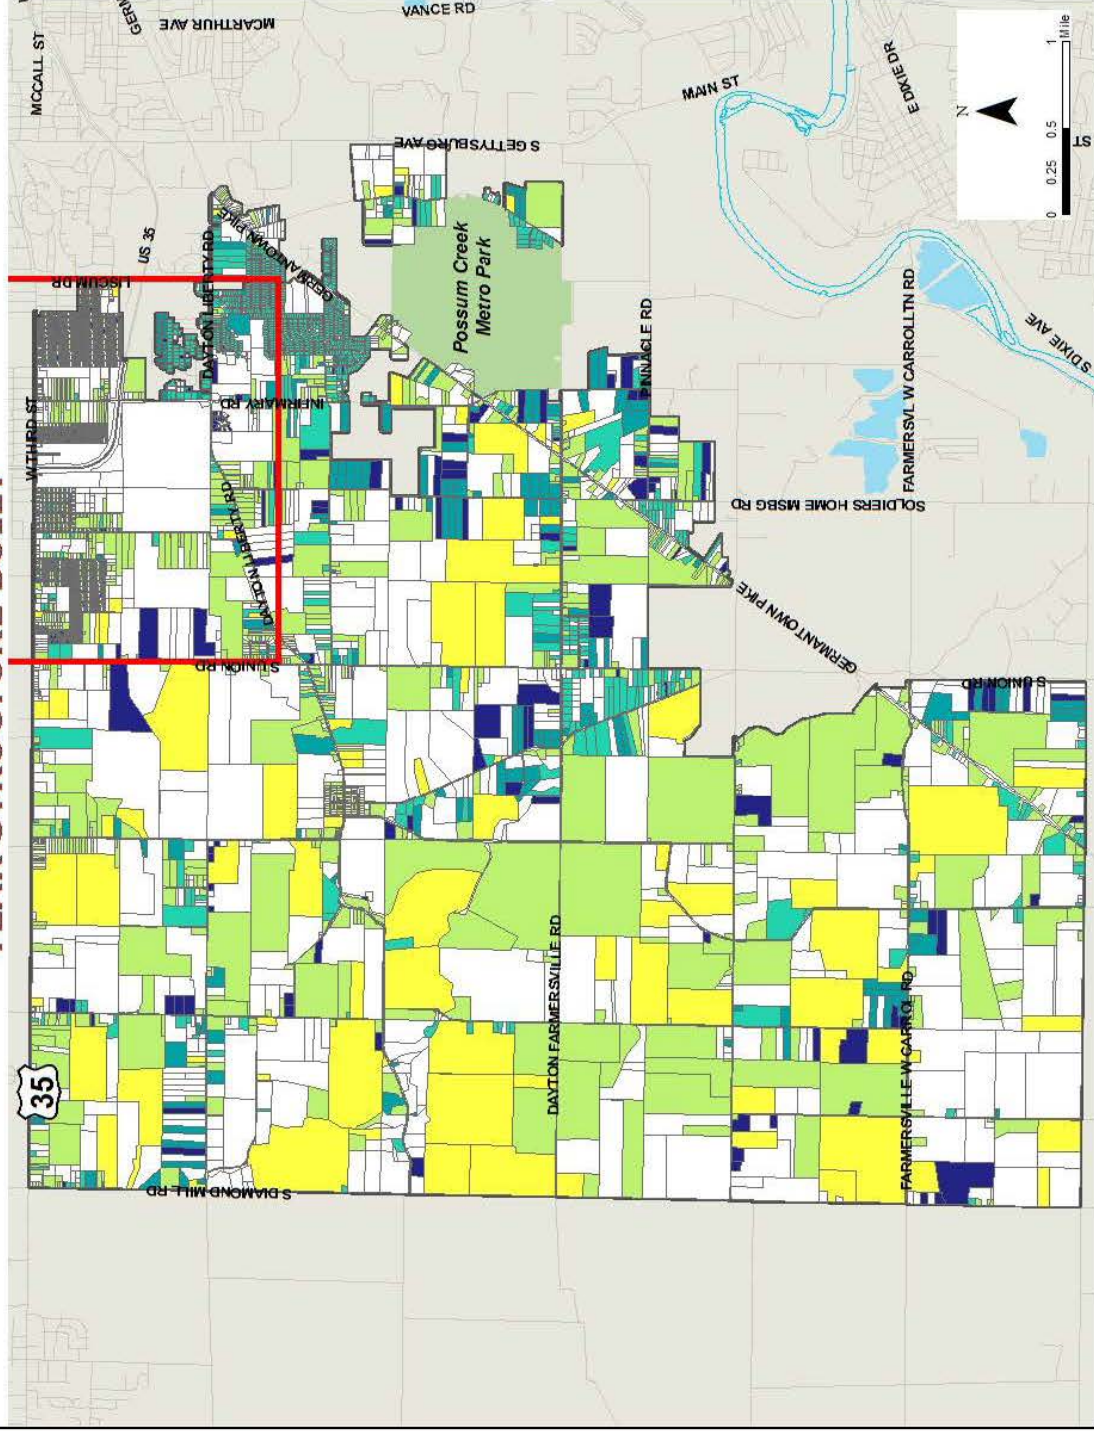 MCCALL ST
MCARTHUR AVE
VANCE RD
MAIN ST
E DIXIE DR
N
0 0.25 0.5 1
Mile
ST
S GETTYSBURG AVE
US 35
LISCUM DR
DAYTON LIBERTY RD
GERMANTOWN PIKE
Possum Creek
Metro Park
W THIRD ST
INFIRMARY RD
PINNACLE RD
FARMERSVL W CARROLLTN RD
S DIXIE AVE
DAYTON LIBERTY RD
SOLDIERS HOME MSBG RD
GERMANTOWN PIKE
S UNION RD
S UNION RD
DAYTON FARMERSVILLE RD
FARMERSVILLE W CARROL RD
35
S DIAMOND MILL RD